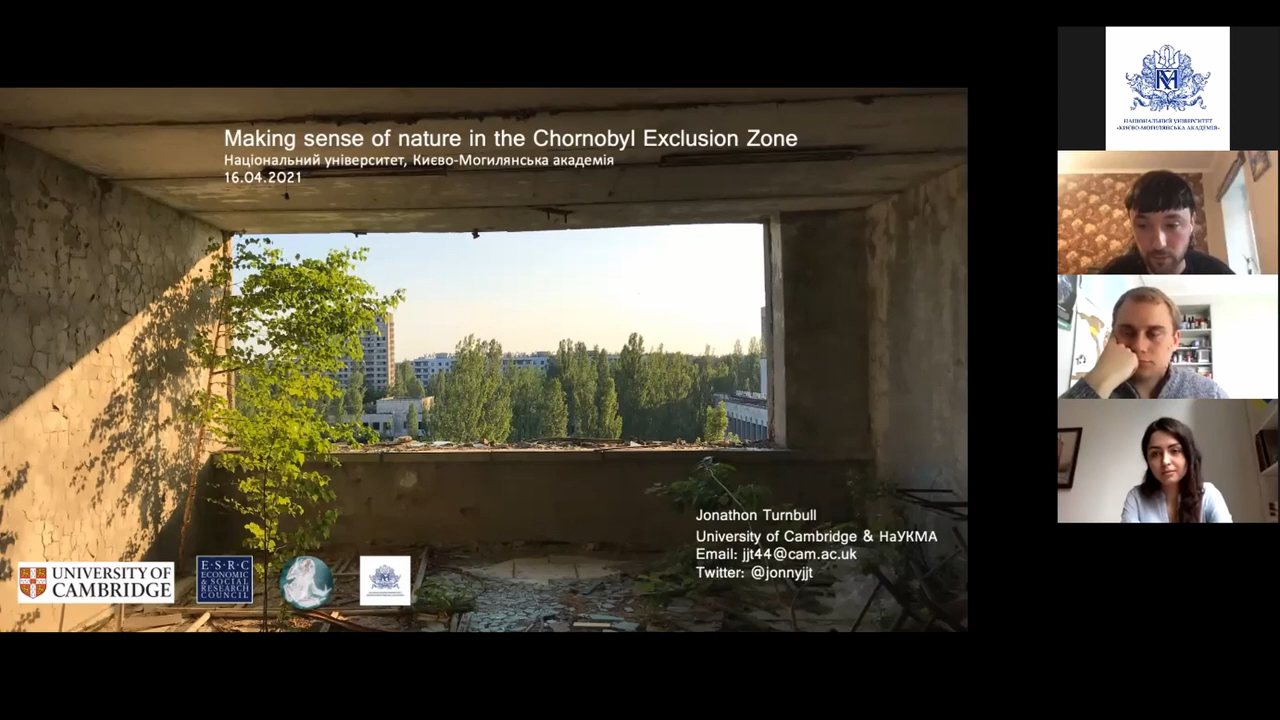 Making sense of nature in the Chornobyl Exclusion Zone
Національний університет, Києво-Могилянська академія
16.04.2021
Jonathon Turnbull
University of Cambridge & НаУКМА
Email: jjt44@cam.ac.uk
Twitter: @jonnyjjt
UNIVERSITY OF
CAMBRIDGE
E·S·R·C
ECONOMIC
& SOCIAL
RESEARCH
COUNCIL
НАЦІОНАЛЬНИЙ УНІВЕРСИТЕТ
«КИЄВО-МОГИЛЯНСЬКА АКАДЕМІЯ»